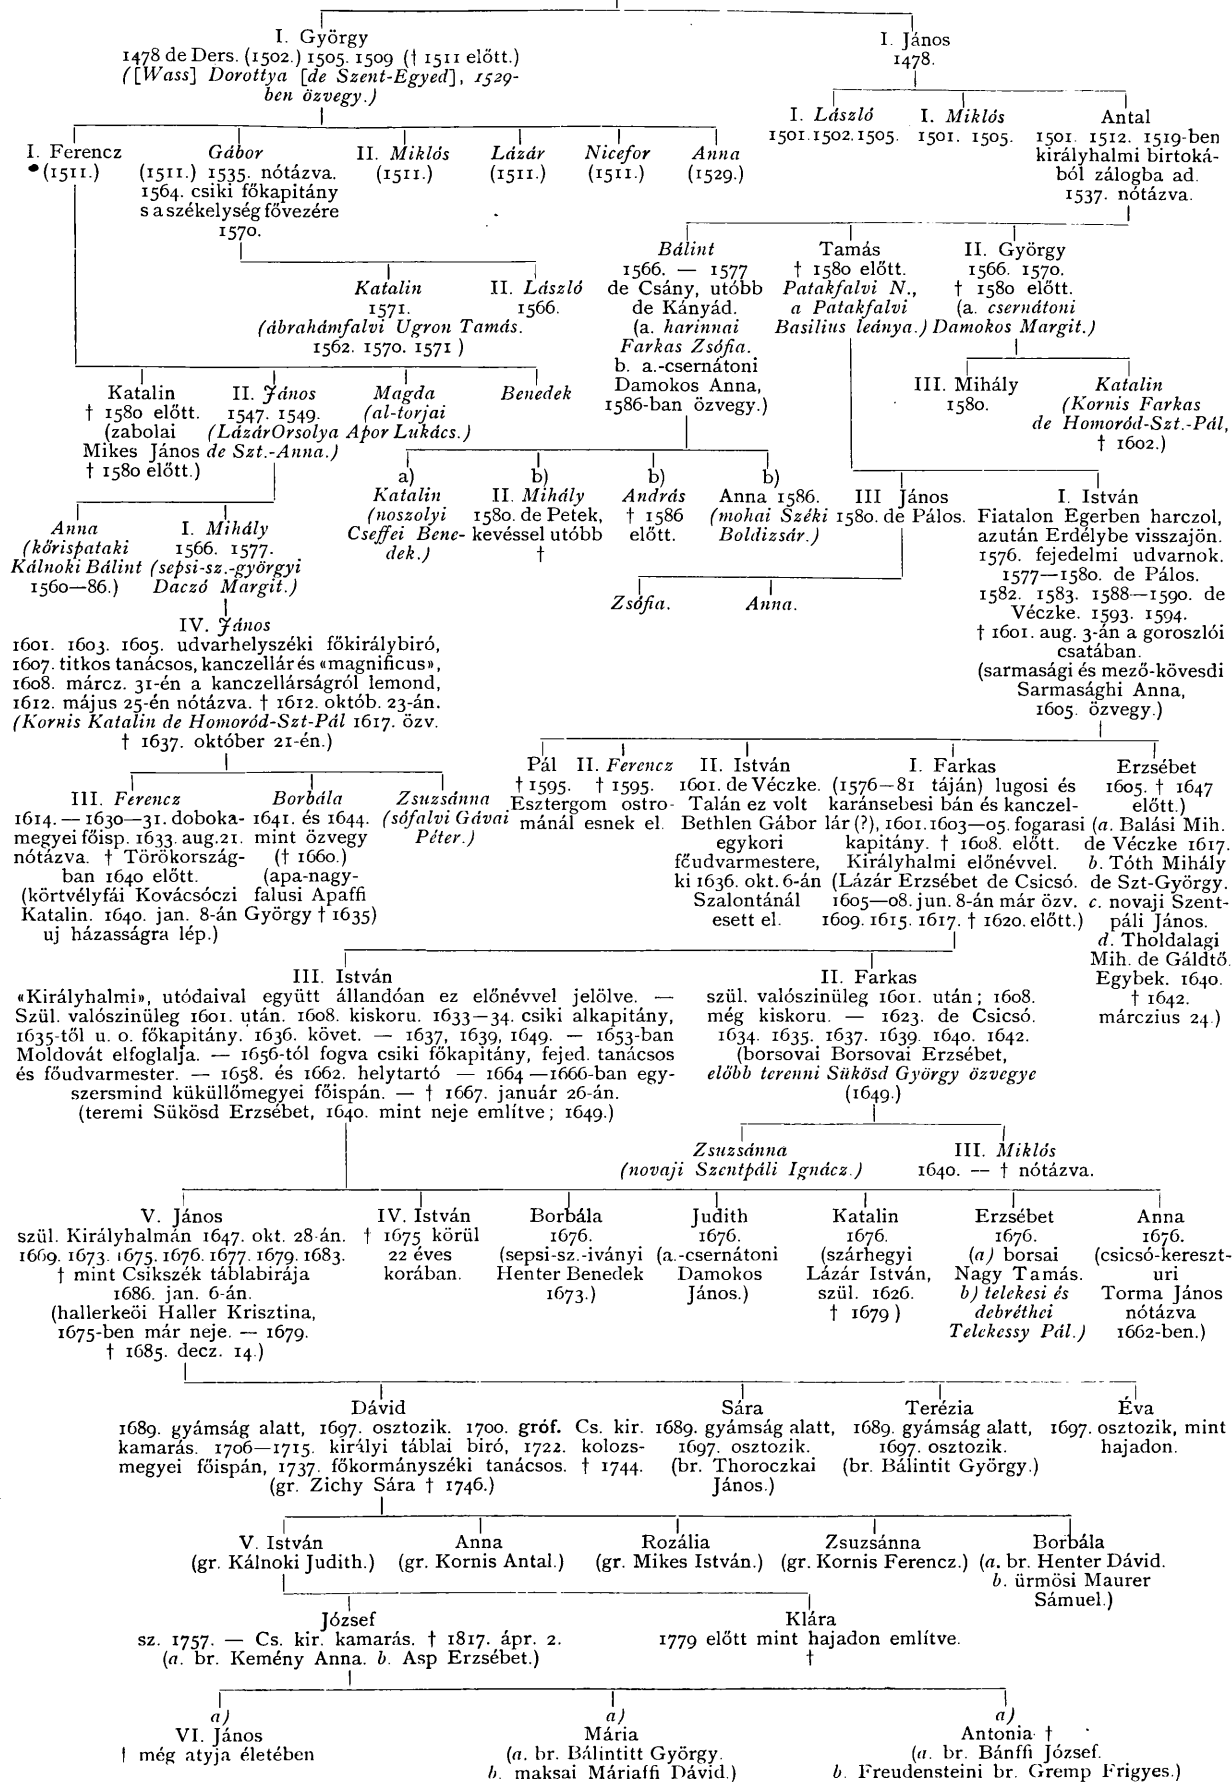 I. György
1478 de Ders. (1502.) 1505. 1509 († 1511 előtt.)
([Wass] Dorottya [de Szent-Egyed], 1529-
ben özvegy.)
I. János
1478.
I. László
1501. 1502. 1505.
I. Miklós
1501. 1505.
Antal
1501. 1512. 1519-ben
királyhalmi birtoká-
ból zálogba ad.
1537. nótázva.
I. Ferencz
(1511.)
Gábor
(1511.) 1535. nótázva.
1564. csiki főkapitány
s a székelység fővezére
1570.
II. Miklós
(1511.)
Lázár
(1511.)
Nicefor
(1511.)
Anna
(1529.)
Bálint
1566. — 1577
de Csány, utóbb
de Kányád.
(a. harinnai
Farkas Zsófia.
b. a.-csernátoni
Damokos Anna,
1586-ban özvegy.)
Tamás
† 1580 előtt.
Patakfalvi N.,
a Patakfalvi
Basilius leánya.)
II. György
1566. 1570.
† 1580 előtt.
(a. csernátoni
Damokos Margit.)
Katalin
1571.
(ábrahámfalvi Ugron Tamás.
1562. 1570. 1571 )
II. László
1566.
III. Mihály
1580.
Katalin
(Kornis Farkas
de Homoród-Szt.-Pál,
† 1602.)
Katalin
† 1580 előtt.
(zabolai
Mikes János
† 1580 előtt.)
II. János
1547. 1549.
(Lázár Orsolya
de Szt.-Anna.)
Magda
(al-torjai
Apor Lukács.)
Benedek
a)
Katalin
(noszolyi
Cseffei Bene-
dek.)
b)
II. Mihály
1580. de Petek,
kevéssel utóbb
†
b)
András
† 1586
előtt.
b)
Anna 1586.
(mohai Széki
Boldizsár.)
III János
1580. de Pálos.
I. István
Fiatalon Egerben harczol,
azután Erdélybe visszajön.
1576. fejedelmi udvarnok.
1577—1580. de Pálos.
1582. 1583. 1588—1590. de
Véczke. 1593. 1594.
† 1601. aug. 3-án a goroszlói
csatában.
(sarmasági és mező-kövesdi
Sarmasághi Anna,
1605. özvegy.)
Anna
(kőrispataki
Kálnoki Bálint
1560—86.)
I. Mihály
1566. 1577.
(sepsi-sz.-györgyi
Daczó Margit.)
Zsófia.
Anna.
IV. János
1601. 1603. 1605. udvarhelyszéki főkirálybiró,
1607. titkos tanácsos, kanczellár és «magnificus»,
1608. márcz. 31-én a kanczellárságról lemond,
1612. május 25-én nótázva. † 1612. októb. 23-án.
(Kornis Katalin de Homoród-Szt-Pál 1617. özv.
† 1637. október 21-én.)
III. Ferencz
1614. — 1630—31. doboka-
megyei főisp. 1633. aug. 21.
nótázva. † Törökország-
ban 1640 előtt.
(körtvélyfái Kovácsóczi
Katalin. 1640. jan. 8-án
uj házasságra lép.)
Borbála
1641. és 1644.
mint özvegy
(† 1660.)
(apa-nagy-
falusi Apaffi
György † 1635)
Zsuzsánna
(sófalvi Gávai
Péter.)
Pál
† 1595.
II. Ferencz
† 1595.
Esztergom ostro-
mánál esnek el.
II. István
1601. de Véczke.
Talán ez volt
Bethlen Gábor
egykori
főudvarmestere,
ki 1636. okt. 6-án
Szalontánál
esett el.
I. Farkas
(1576—81 táján) lugosi és
karánsebesi bán és kanczel-
lár (?), 1601. 1603—05. fogarasi
kapitány. † 1608. előtt.
Királyhalmi előnévvel.
(Lázár Erzsébet de Csicsó.
1605—08. jun. 8-án már özv.
1609. 1615. 1617. † 1620. előtt.)
Erzsébet
1605. † 1647
előtt.)
(a. Balási Mih.
de Véczke 1617.
b. Tóth Mihály
de Szt-György.
c. novaji Szent-
páli János.
d. Tholdalagi
Mih. de Gáldtő.
Egybek. 1640.
† 1642.
márczius 24.)
III. István
«Királyhalmi», utódaival együtt állandóan ez előnévvel jelölve. —
Szül. valószinüleg 1601. után. 1608. kiskoru. 1633—34. csiki alkapitány,
1635-től u. o. főkapitány. 1636. követ. — 1637, 1639, 1649. — 1653-ban
Moldovát elfoglalja. — 1656-tól fogva csiki főkapitány, fejed. tanácsos
és főudvarmester. — 1658. és 1662. helytartó — 1664—1666-ban egy-
szersmind küküllőmegyei főispán. — † 1667. január 26-án.
(teremi Sükösd Erzsébet, 1640. mint neje említve; 1649.)
II. Farkas
szül. valószinüleg 1601. után; 1608.
még kiskoru. — 1623. de Csicsó.
1634. 1635. 1637. 1639. 1640. 1642.
(borsovai Borsovai Erzsébet,
előbb terenni Sükösd György özvegye
(1649.)
Zsuzsánna
(novaji Szentpáli Ignácz.)
III. Miklós
1640. — † nótázva.
V. János
szül. Királyhalmán 1647. okt. 28-án.
1669. 1673. 1675. 1676. 1677. 1679. 1683.
† mint Csikszék táblabirája
1686. jan. 6-án.
(hallerkeöi Haller Krisztina,
1675-ben már neje. — 1679.
† 1685. decz. 14.)
IV. István
† 1675 körül
22 éves
korában.
Borbála
1676.
(sepsi-sz.-iványi
Henter Benedek
1673.)
Judith
1676.
(a.-csernátoni
Damokos
János.)
Katalin
1676.
(szárhegyi
Lázár István,
szül. 1626.
† 1679 )
Erzsébet
1676.
(a) borsai
Nagy Tamás.
b) telekesi és
debréthei
Telekessy Pál.)
Anna
1676.
(csicsó-kereszt-
uri
Torma János
nótázva
1662-ben.)
Dávid
1689. gyámság alatt, 1697. osztozik. 1700. gróf. Cs. kir.
kamarás. 1706—1715. királyi táblai biró, 1722. kolozs-
megyei főispán, 1737. főkormányszéki tanácsos. † 1744.
(gr. Zichy Sára † 1746.)
Sára
1689. gyámság alatt,
1697. osztozik.
(br. Thoroczkai
János.)
Terézia
1689. gyámság alatt,
1697. osztozik.
(br. Bálintit György.)
Éva
1697. osztozik, mint
hajadon.
V. István
(gr. Kálnoki Judith.)
Anna
(gr. Kornis Antal.)
Rozália
(gr. Mikes István.)
Zsuzsánna
(gr. Kornis Ferencz.)
Borbála
(a. br. Henter Dávid.
b. ürmösi Maurer
Sámuel.)
József
sz. 1757. — Cs. kir. kamarás. † 1817. ápr. 2.
(a. br. Kemény Anna. b. Asp Erzsébet.)
Klára
1779 előtt mint hajadon említve.
†
a)
VI. János
† még atyja életében
a)
Mária
(a. br. Bálintitt György.
b. maksai Máriaffi Dávid.)
a)
Antonia †
(a. br. Bánffi József.
b. Freudensteini br. Gremp Frigyes.)